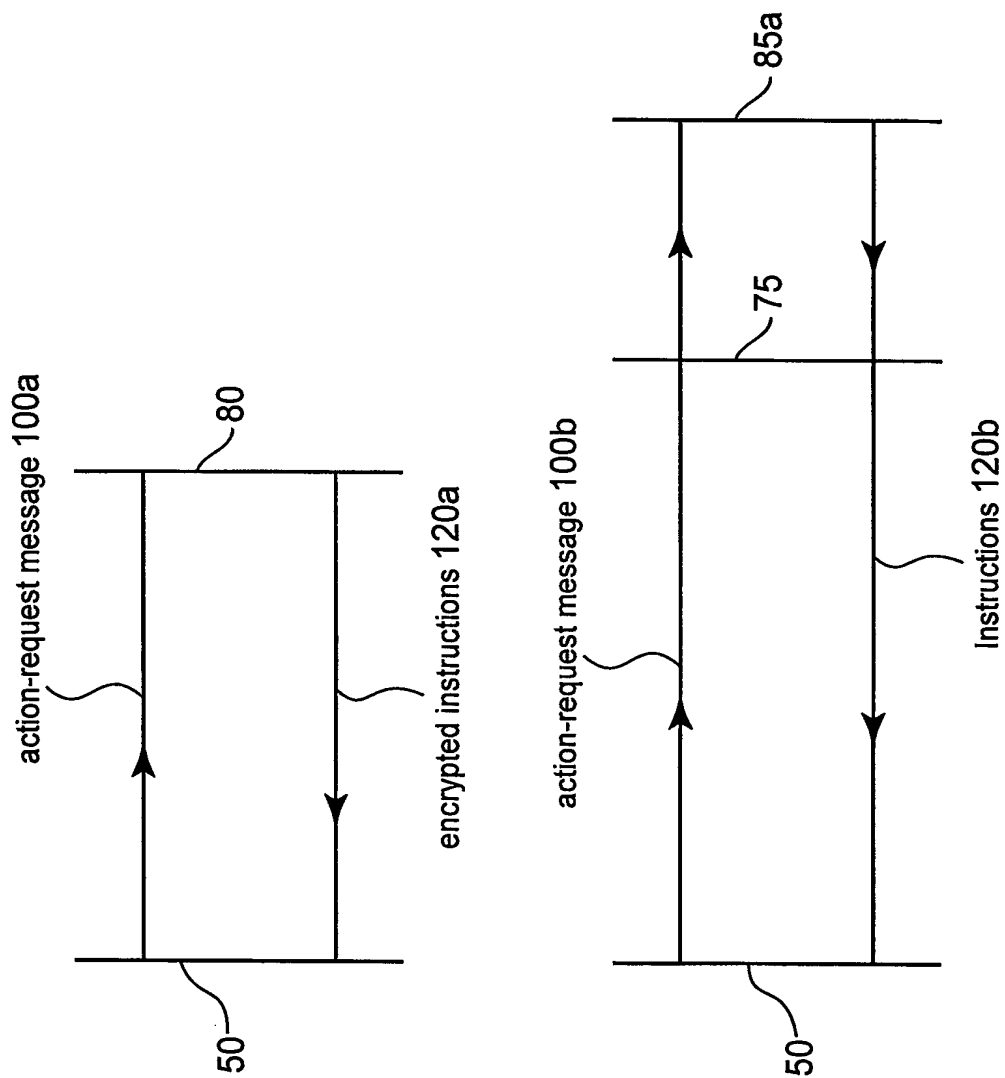 action-request message 100a
50
80
encrypted instructions 120a
action-request message 100b
50
75
85a
Instructions 120b